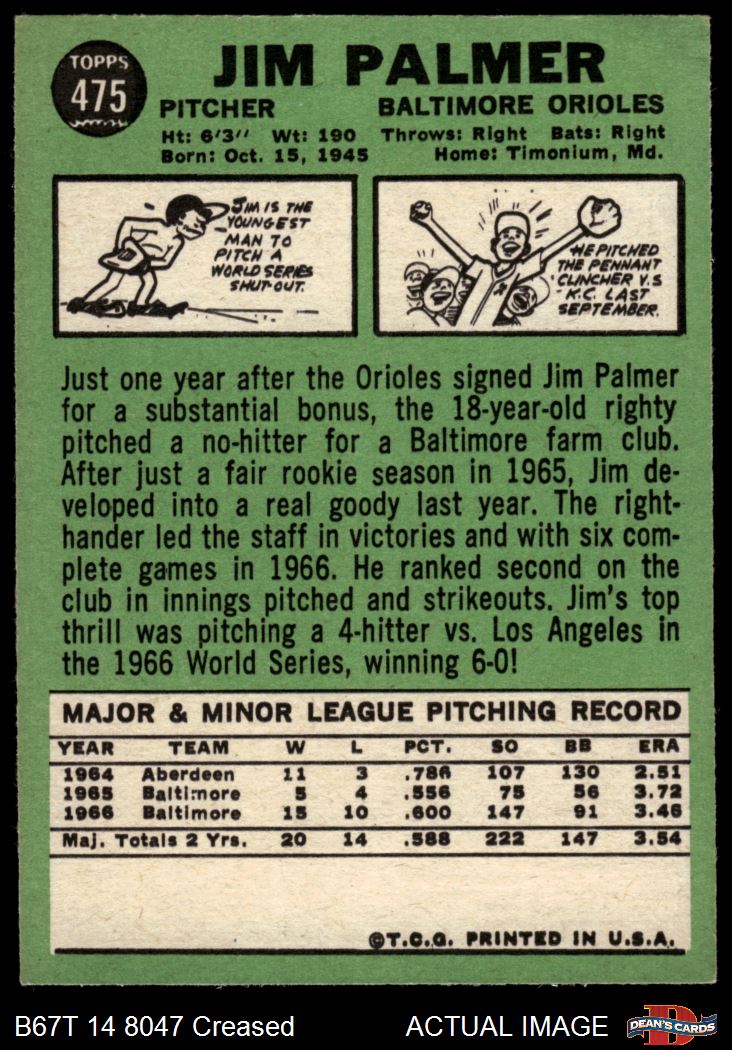 TOPPS
475
JIM PALMER
PITCHER BALTIMORE ORIOLES
Ht: 6'3" Wt: 190 Throws: Right Bats: Right
Born: Oct. 15, 1945 Home: Timonium, Md.
JIM IS THE
YOUNGEST
MAN TO
PITCH A
WORLD SERIES
SHUT-OUT.
HE PITCHED
THE PENNANT
CLINCHER V.S
K.C. LAST
SEPTEMBER.
Just one year after the Orioles signed Jim Palmer
for a substantial bonus, the 18-year-old righty
pitched a no-hitter for a Baltimore farm club.
After just a fair rookie season in 1965, Jim de-
veloped into a real goody last year. The right-
hander led the staff in victories and with six com-
plete games in 1966. He ranked second on the
club in innings pitched and strikeouts. Jim's top
thrill was pitching a 4-hitter vs. Los Angeles in
the 1966 World Series, winning 6-0!
MAJOR & MINOR LEAGUE PITCHING RECORD
YEAR TEAM W L PCT. SO BB ERA
1964 Aberdeen 11 3 .786 107 130 2.51
1965 Baltimore 5 4 .556 75 56 3.72
1966 Baltimore 15 10 .600 147 91 3.46
Maj. Totals 2 Yrs. 20 14 .588 222 147 3.54
©T.C.G. PRINTED IN U.S.A.
B67T 14 8047 Creased ACTUAL IMAGE
D
DEAN'S CARDS